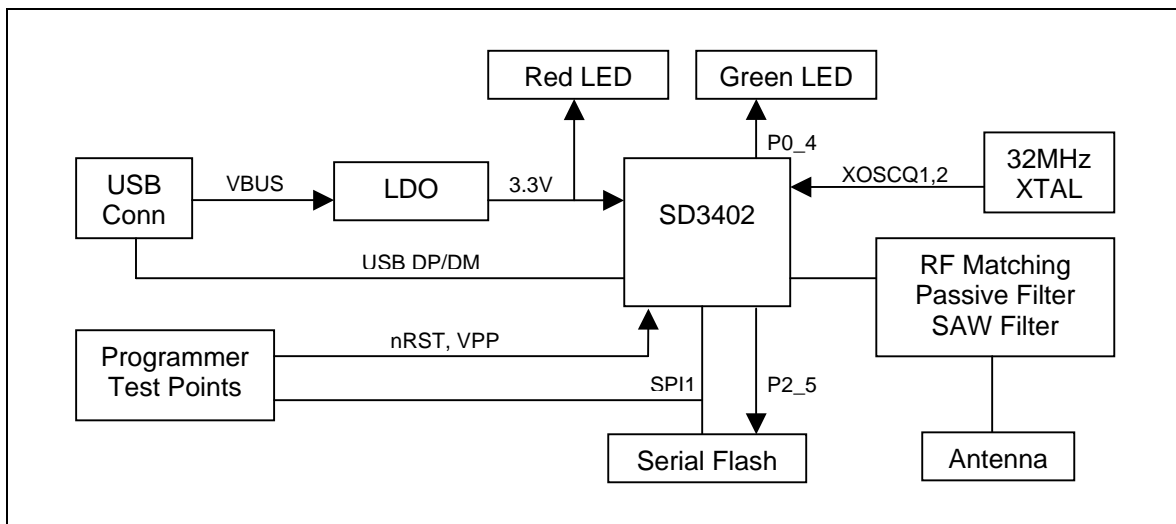 Red LED
Green LED
P0_4
USB
Conn
VBUS
LDO
3.3V
SD3402
XOSCQ1,2
32MHz
XTAL
USB DP/DM
RF Matching
Passive Filter
SAW Filter
Programmer
Test Points
nRST, VPP
SPI1
P2_5
Serial Flash
Antenna